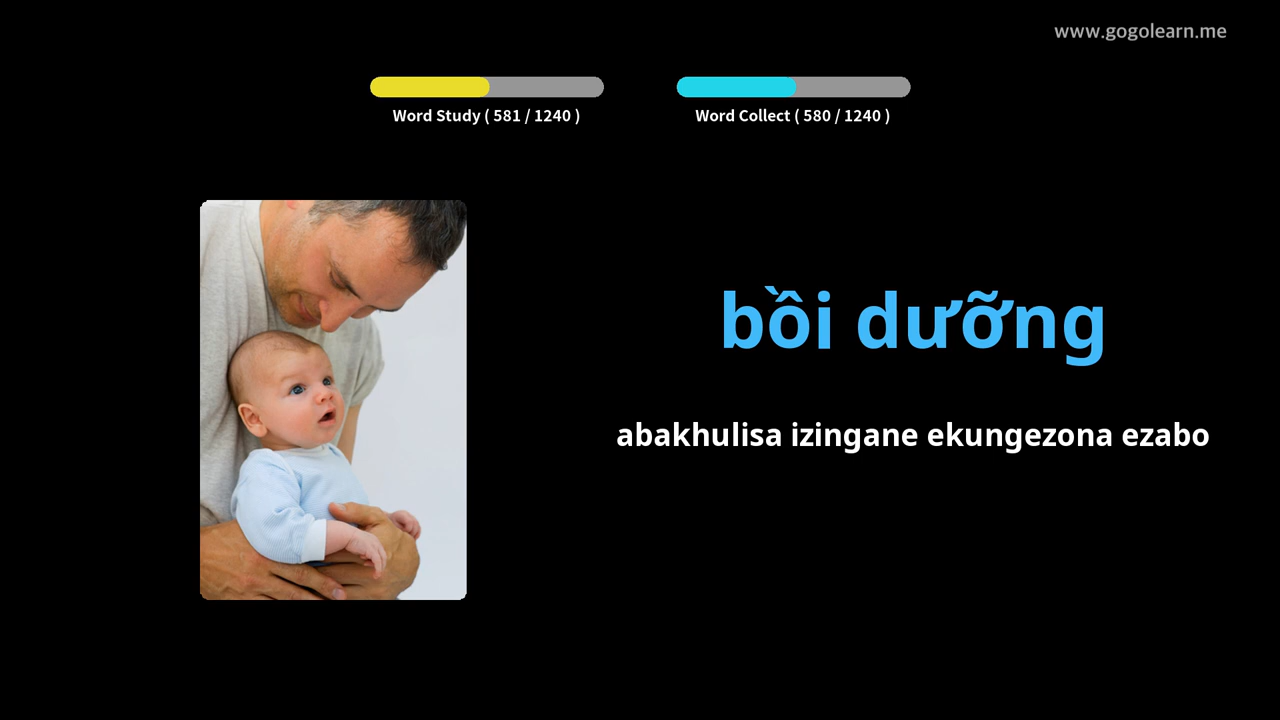 www.gogolearn.me
Word Study ( 581 / 1240 )
Word Collect ( 580 / 1240 )
bồi dưỡng
abakhulisa izingane ekungezona ezabo